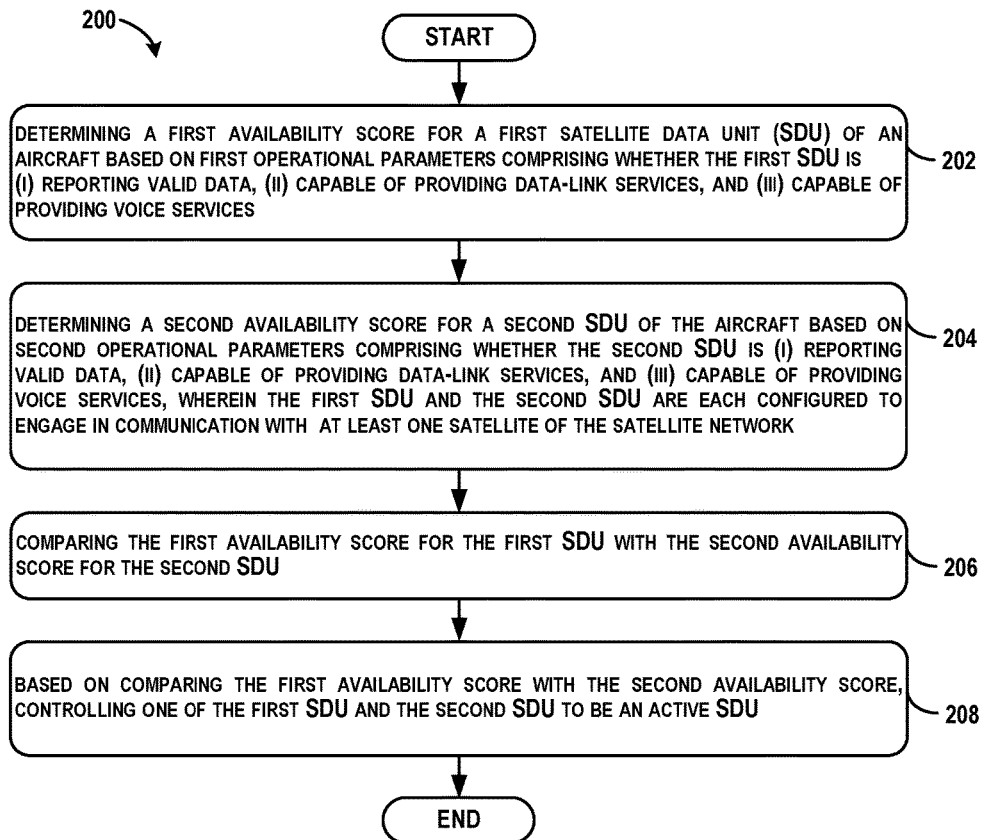 200
START
DETERMINING A FIRST AVAILABILITY SCORE FOR A FIRST SATELLITE DATA UNIT (SDU) OF AN
AIRCRAFT BASED ON FIRST OPERATIONAL PARAMETERS COMPRISING WHETHER THE FIRST SDU IS
(I) REPORTING VALID DATA, (II) CAPABLE OF PROVIDING DATA-LINK SERVICES, AND (III) CAPABLE OF
PROVIDING VOICE SERVICES
202
DETERMINING A SECOND AVAILABILITY SCORE FOR A SECOND SDU OF THE AIRCRAFT BASED ON
SECOND OPERATIONAL PARAMETERS COMPRISING WHETHER THE SECOND SDU IS (I) REPORTING
VALID DATA, (II) CAPABLE OF PROVIDING DATA-LINK SERVICES, AND (III) CAPABLE OF PROVIDING
VOICE SERVICES, WHEREIN THE FIRST SDU AND THE SECOND SDU ARE EACH CONFIGURED TO
ENGAGE IN COMMUNICATION WITH AT LEAST ONE SATELLITE OF THE SATELLITE NETWORK
204
COMPARING THE FIRST AVAILABILITY SCORE FOR THE FIRST SDU WITH THE SECOND AVAILABILITY
SCORE FOR THE SECOND SDU
206
BASED ON COMPARING THE FIRST AVAILABILITY SCORE WITH THE SECOND AVAILABILITY SCORE,
CONTROLLING ONE OF THE FIRST SDU AND THE SECOND SDU TO BE AN ACTIVE SDU
208
END